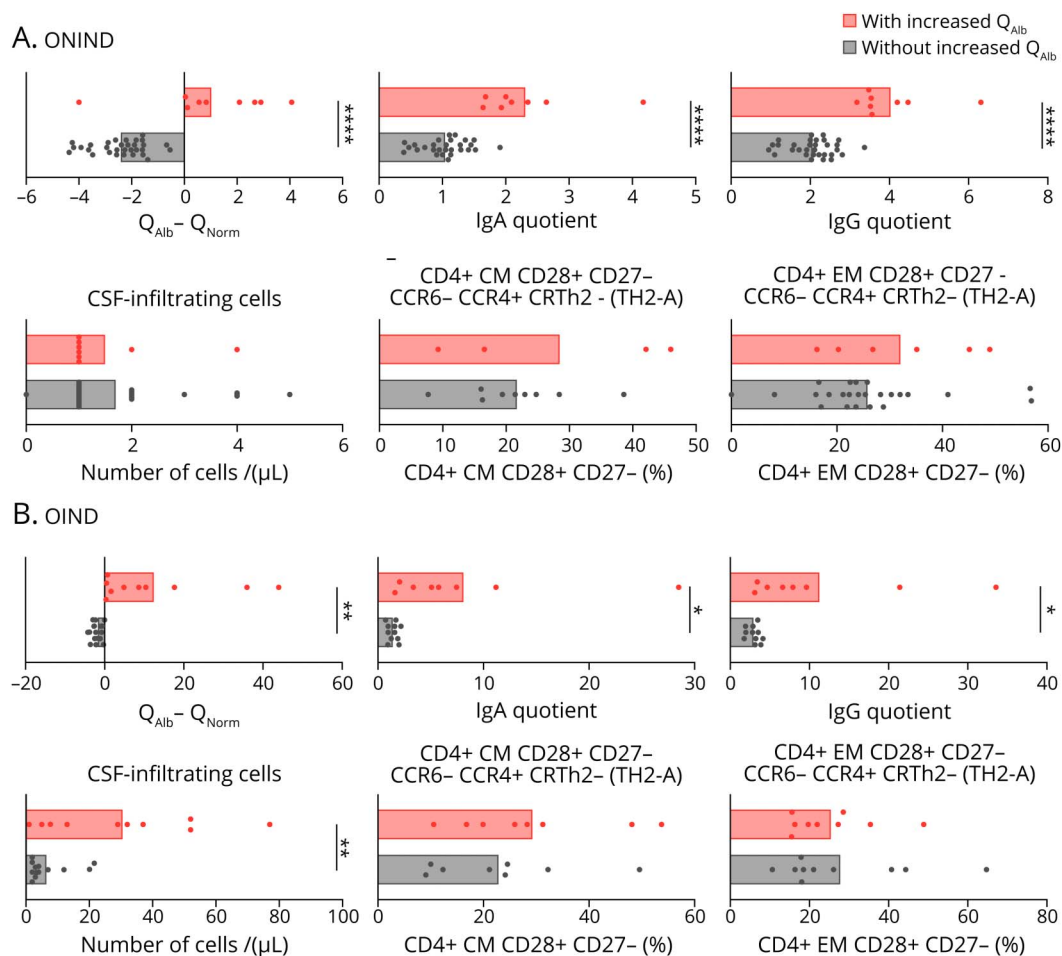 With increased QAlb
Without increased QAlb
A. ONIND
****
****
****
−6 −4 −2 0 2 4 6
0 1 2 3 4 5
0 2 4 6 8
QAlb− QNorm
IgA quotient
IgG quotient
–
CSF-infiltrating cells
CD4+ CM CD28+ CD27−
CCR6− CCR4+ CRTh2 - (TH2-A)
CD4+ EM CD28+ CD27 -
CCR6− CCR4+ CRTh2− (TH2-A)
0 2 4 6
0 10 20 30 40 50
0 20 40 60
Number of cells /(μL)
CD4+ CM CD28+ CD27− (%)
CD4+ EM CD28+ CD27− (%)
B. OIND
**
*
*
−20 0 20 40 60
0 10 20 30
0 10 20 30 40
QAlb− QNorm
IgA quotient
IgG quotient
CSF-infiltrating cells
CD4+ CM CD28+ CD27−
CCR6− CCR4+ CRTh2− (TH2-A)
CD4+ EM CD28+ CD27−
CCR6− CCR4+ CRTh2− (TH2-A)
**
0 20 40 60 80 100
0 20 40 60
0 20 40 60 80
Number of cells /(μL)
CD4+ CM CD28+ CD27− (%)
CD4+ EM CD28+ CD27− (%)